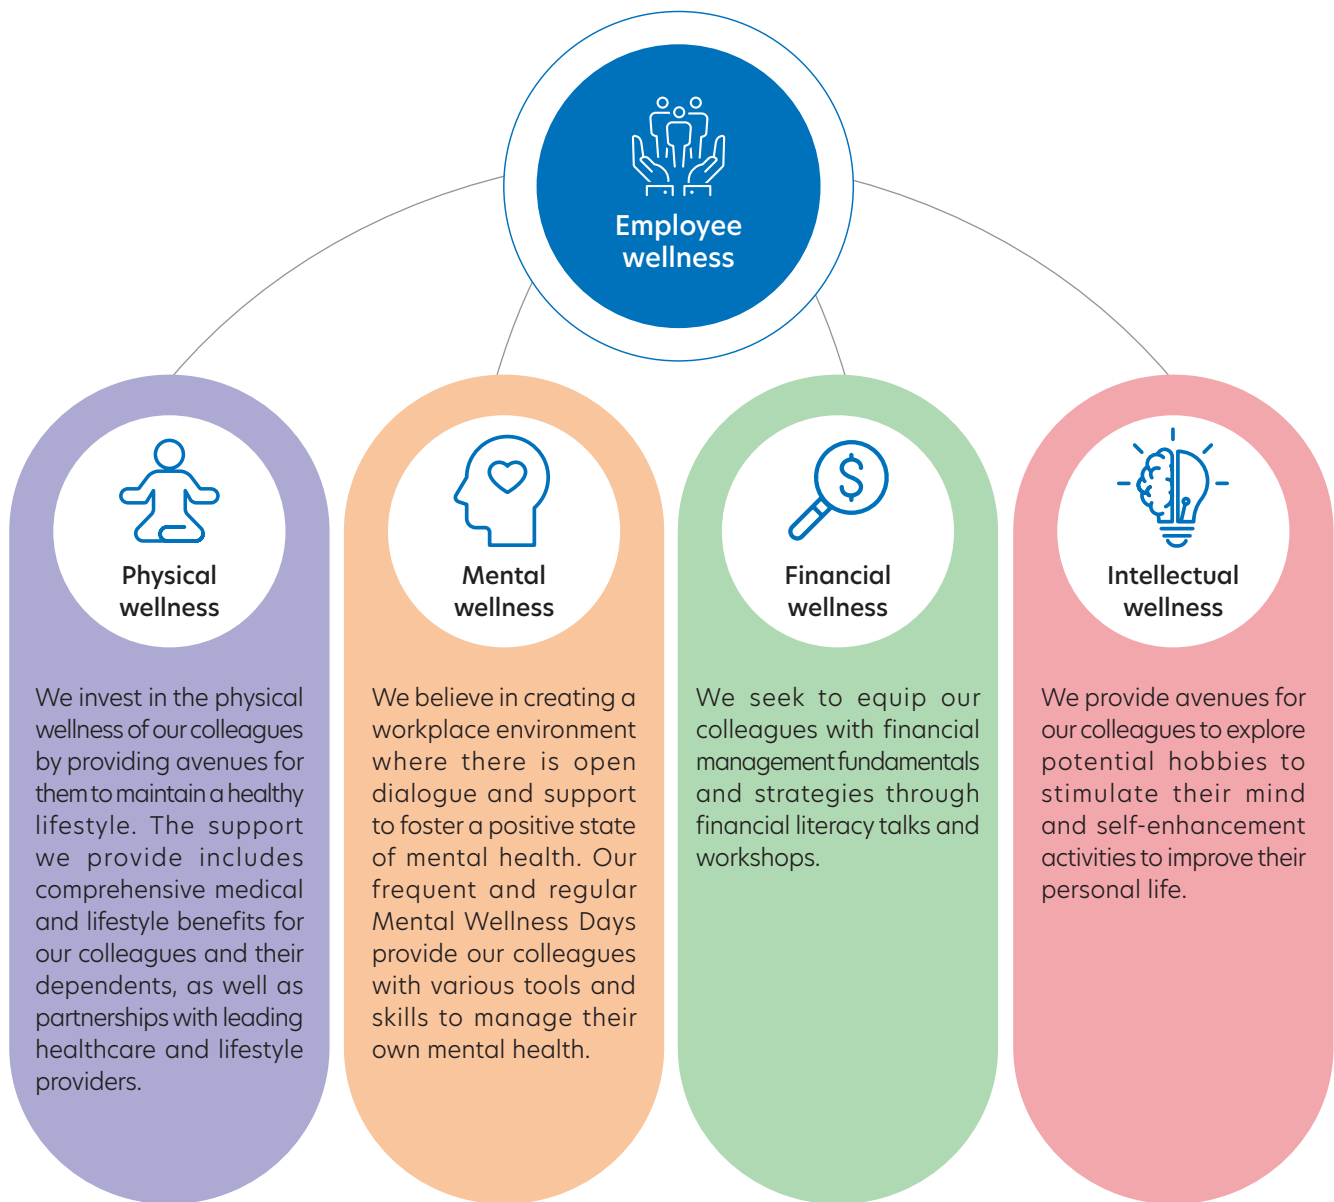 Employee
wellness
Physical
wellness
We invest in the physical
wellness of our colleagues
by providing avenues for
them to maintain a healthy
lifestyle. The support
we provide includes
comprehensive medical
and lifestyle benefits for
our colleagues and their
dependents, as well as
partnerships with leading
healthcare and lifestyle
providers.
Mental
wellness
We believe in creating a
workplace environment
where there is open
dialogue and support
to foster a positive state
of mental health. Our
frequent and regular
Mental Wellness Days
provide our colleagues
with various tools and
skills to manage their
own mental health.
Financial
wellness
We seek to equip our
colleagues with financial
management fundamentals
and strategies through
financial literacy talks and
workshops.
Intellectual
wellness
We provide avenues for
our colleagues to explore
potential hobbies to
stimulate their mind
and self-enhancement
activities to improve their
personal life.